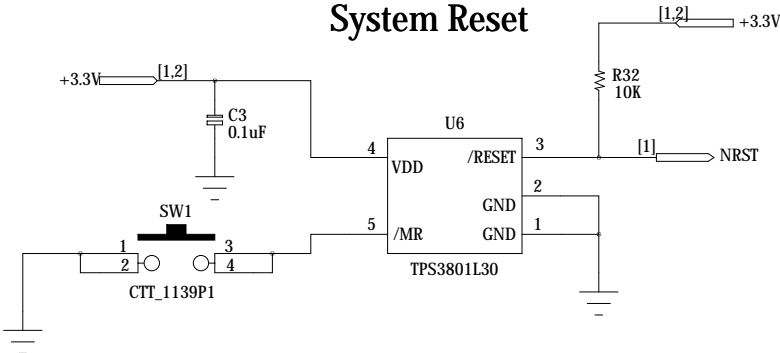 System Reset
[1,2]
+3.3V
+3.3V
[1,2]
R32
10K
C3
0.1uF
U6
4
VDD
/RESET
3
[1]
NRST
2
GND
SW1
5
/MR
GND
1
1
3
2
4
TPS3801L30
CTT_1139P1